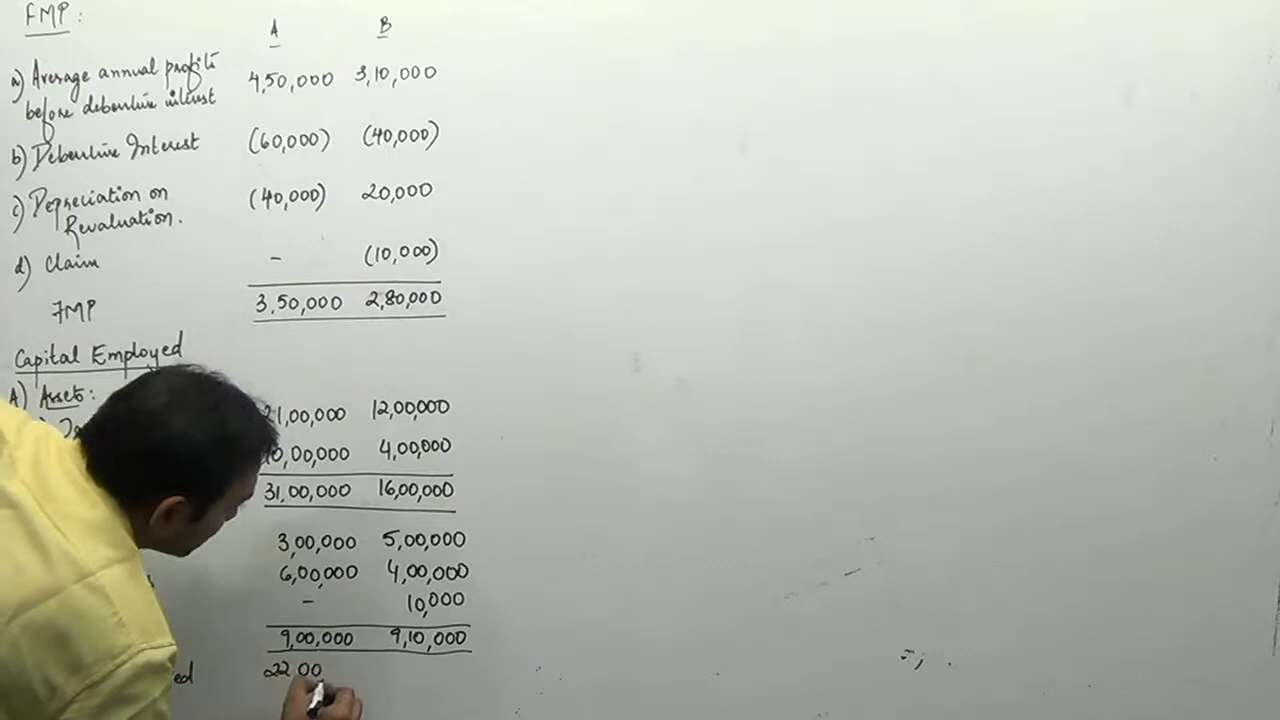 FMP:
A B
a) Average annual profits 4,50,000 3,10,000
before debenture interest
b) Debenture Interest (60,000) (40,000)
c) Depreciation on (40,000) 20,000
Revaluation.
d) Claim - (10,000)
FMP 3,50,000 2,80,000
Capital Employed
A) Assets:
1,00,000 12,00,000
0,00,000 4,00,000
31,00,000 16,00,000
3,00,000 5,00,000
6,00,000 4,00,000
- 10,000
9,00,000 9,10,000
ed 22,00